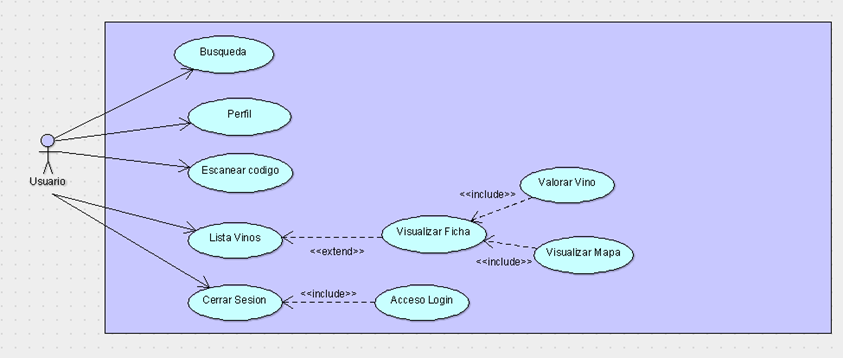 Busqueda
Perfil
Escanear codigo
Usuario
Valorar Vino
<<include>>
Lista Vinos
Visualizar Ficha
<<extend>>
Visualizar Mapa
<<include>>
Cerrar Sesion
<<include>>
Acceso Login